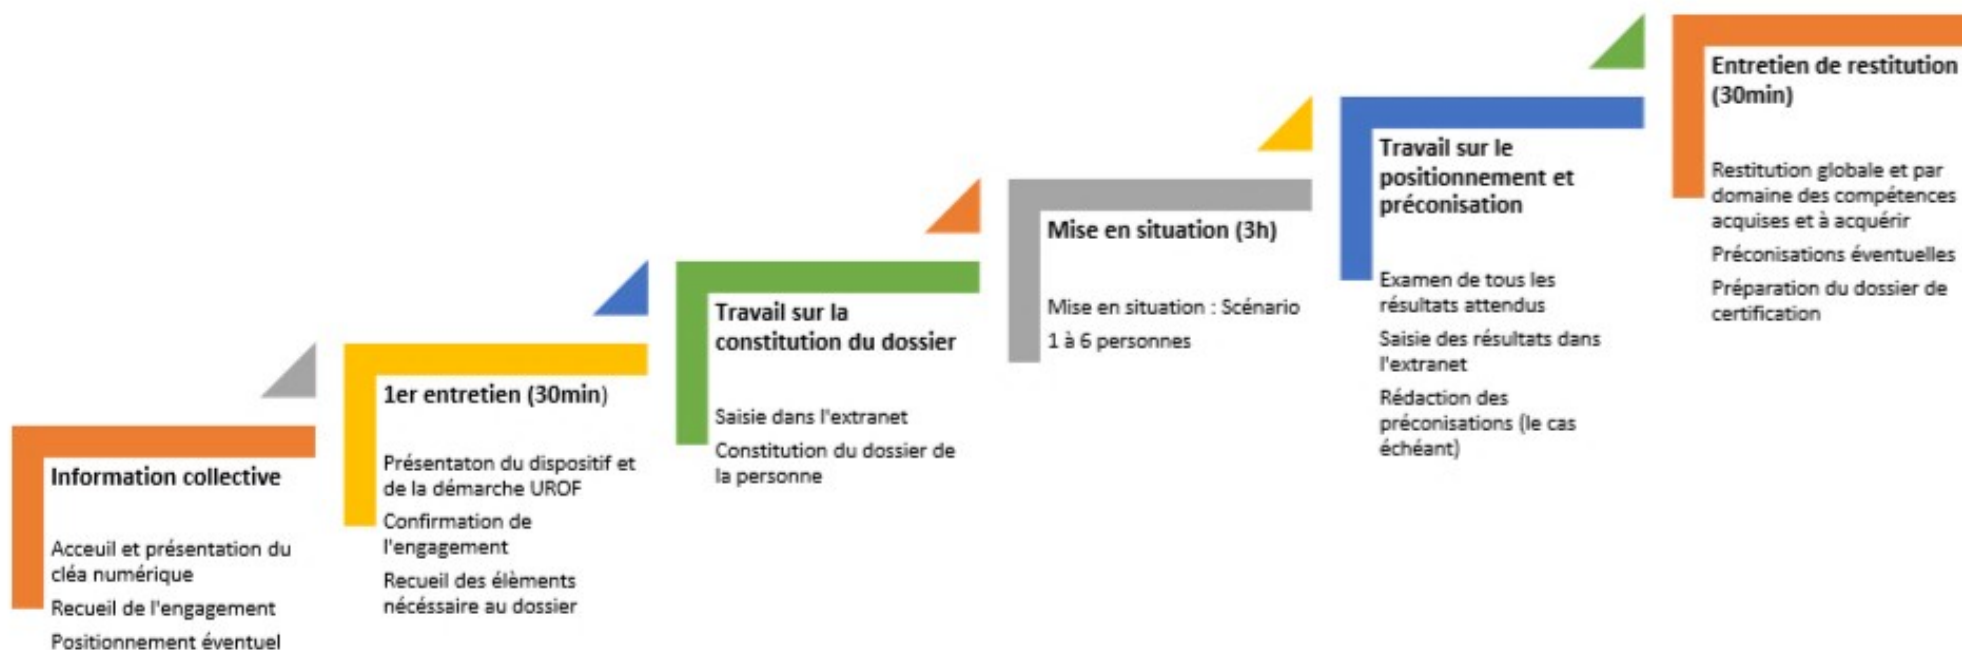 Information collective
Acceuil et présentation du
cléa numérique
Recueil de l'engagement
Positionnement éventuel
1er entretien (30min)
Présentaton du dispositif et
de la démarche UROF
Confirmation de
l'engagement
Recueil des élèments
nécéssaire au dossier
Travail sur la
constitution du dossier
Saisie dans l'extranet
Constitution du dossier de
la personne
Mise en situation (3h)
Mise en situation : Scénario
1 à 6 personnes
Travail sur le
positionnement et
préconisation
Examen de tous les
résultats attendus
Saisie des résultats dans
l'extranet
Rédaction des
préconisations (le cas
échéant)
Entretien de restitution
(30min)
Restitution globale et par
domaine des compétences
acquises et à acquérir
Préconisations éventuelles
Préparation du dossier de
certification